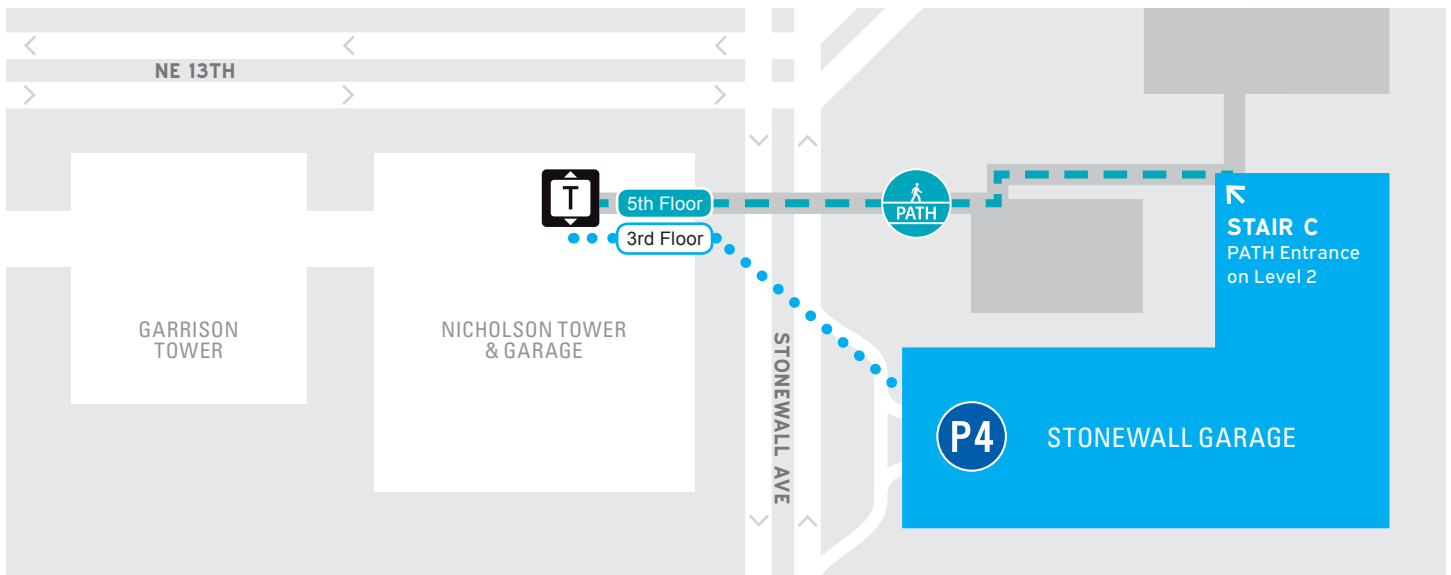 NE 13TH
T
5th Floor
3rd Floor
PATH
STAIR C
PATH Entrance
on Level 2
GARRISON
TOWER
NICHOLSON TOWER
& GARAGE
STONEWALL AVE
P4
STONEWALL GARAGE